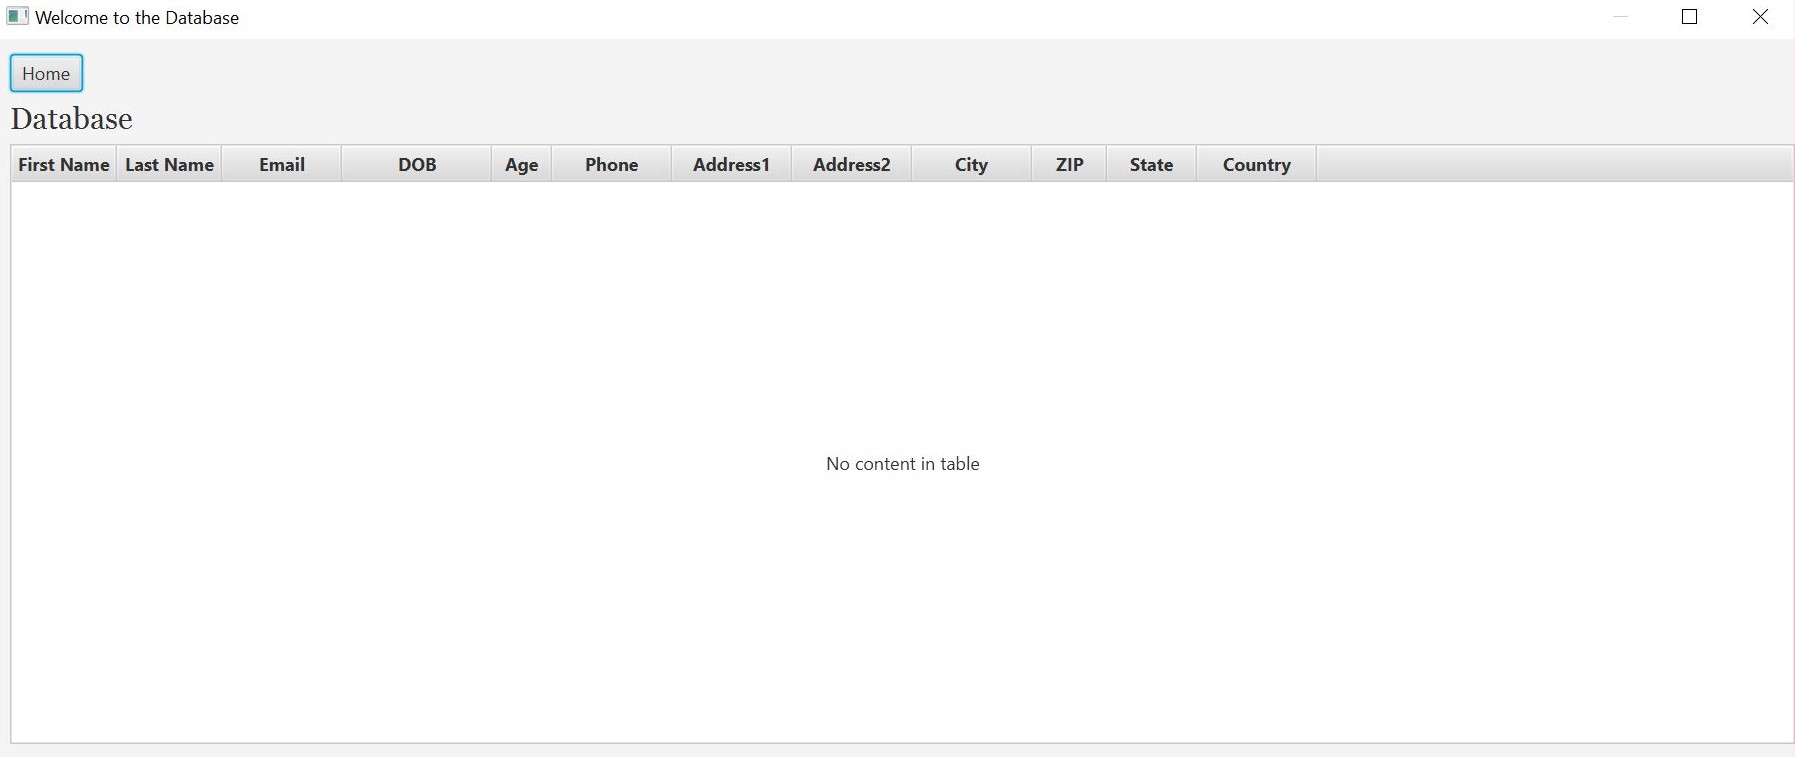 Welcome to the Database
Home
Database
First Name Last Name Email DOB Age Phone Address1 Address2 City ZIP State Country
No content in table